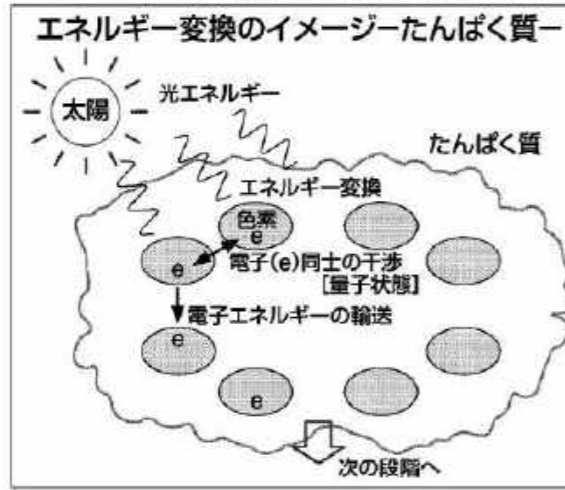 エネルギー変換のイメージ−たんぱく質−
太陽
光エネルギー
たんぱく質
エネルギー変換
色素
e
e
電子(e)同士の干渉
[量子状態]
電子エネルギーの輸送
e
e
次の段階へ